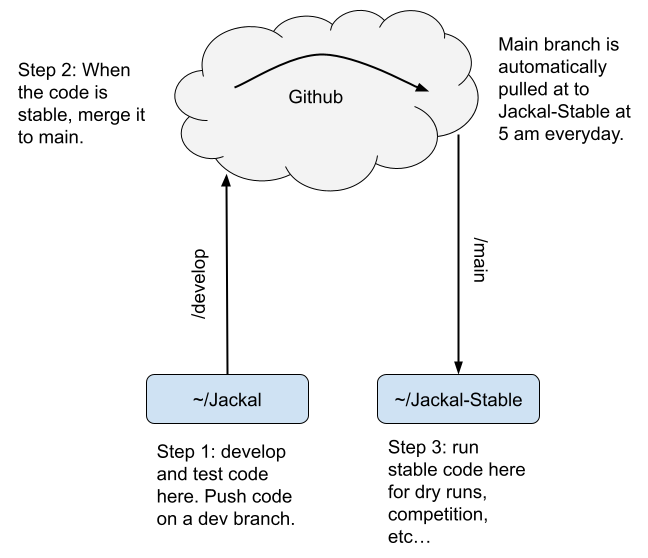 Step 2: When
the code is
stable, merge it
to main.
Github
Main branch is
automatically
pulled at to
Jackal-Stable at
5 am everyday.
/develop
/main
~/Jackal
~/Jackal-Stable
Step 1: develop
and test code
here. Push code
on a dev branch.
Step 3: run
stable code here
for dry runs,
competition,
etc…